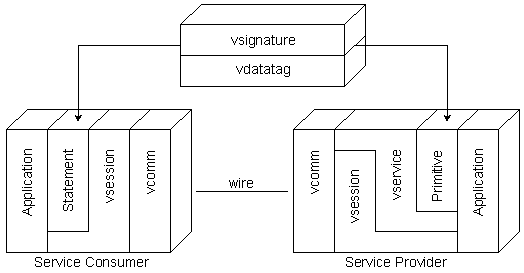 vsignature
vdatatag
Application
Statement
vsession
vcomm
wire
vcomm
vsession
vservice
Primitive
Application
Service Consumer
Service Provider